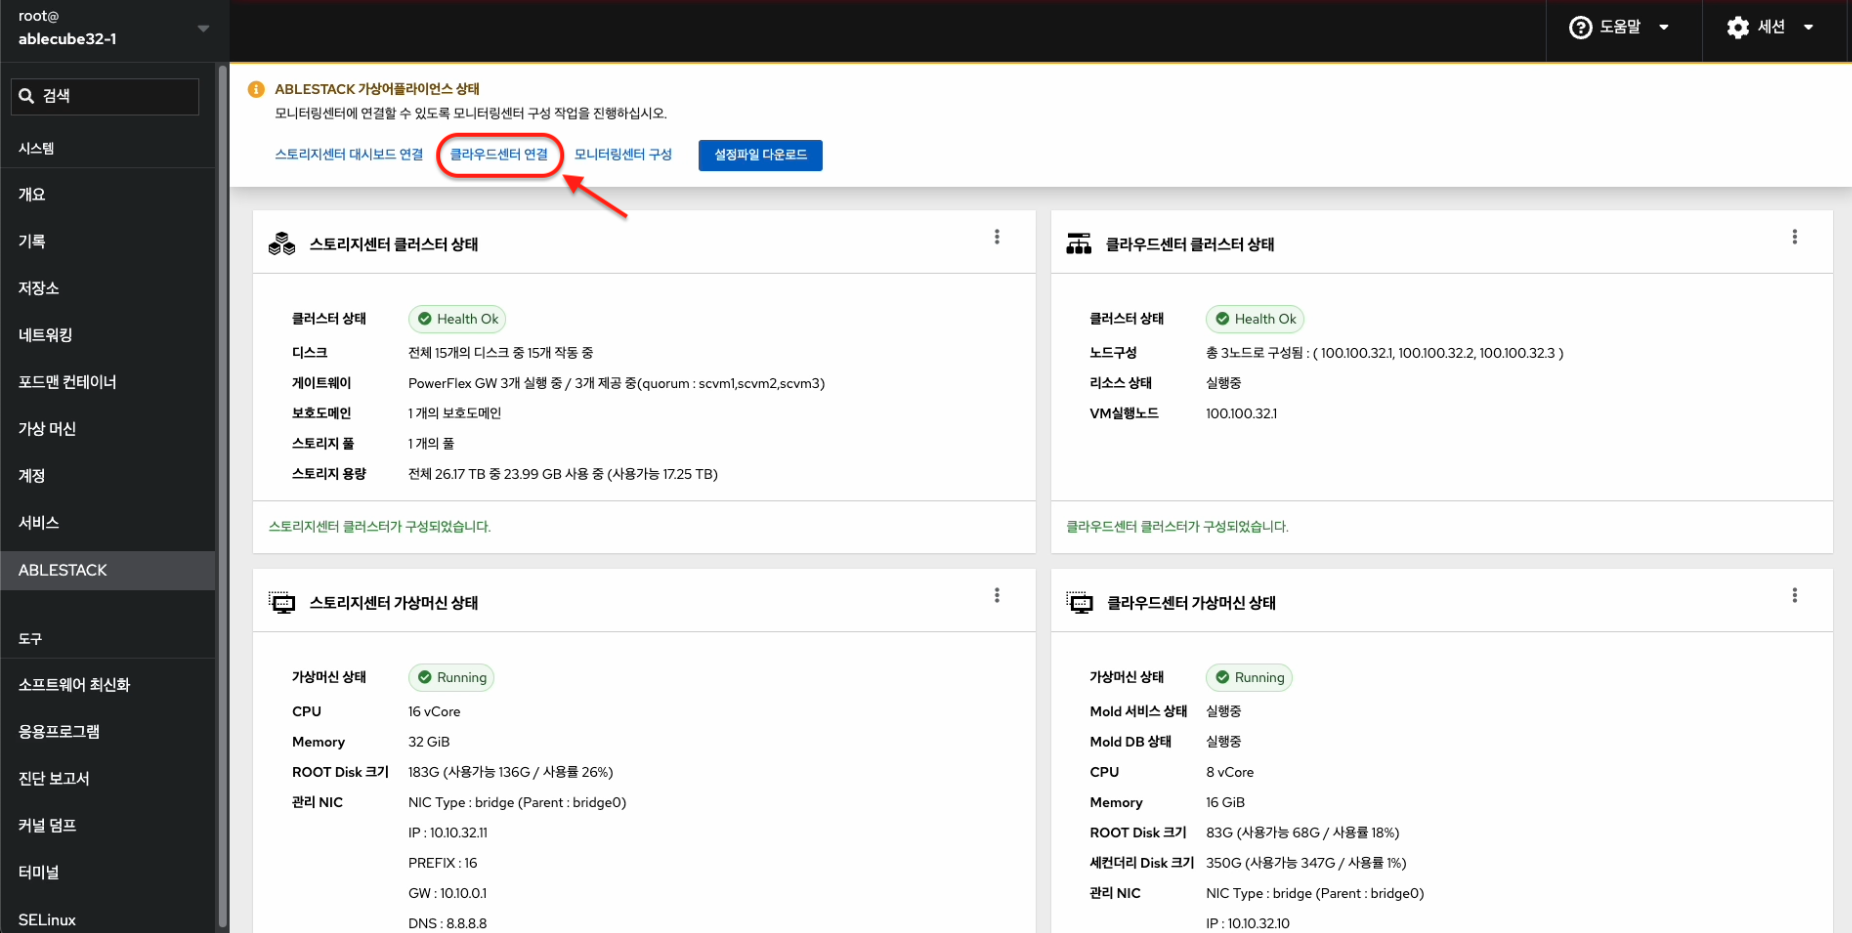 root@
ablecube32-1
도움말
세션
검색
시스템
개요
기록
저장소
네트워킹
포드맨 컨테이너
가상 머신
계정
서비스
ABLESTACK
도구
소프트웨어 최신화
응용프로그램
진단 보고서
커널 덤프
터미널
SELinux
ABLESTACK 가상어플라이언스 상태
모니터링센터에 연결할 수 있도록 모니터링센터 구성 작업을 진행하십시오.
스토리지센터 대시보드 연결 클라우드센터 연결 모니터링센터 구성 설정파일 다운로드
스토리지센터 클러스터 상태
클러스터 상태 Health Ok
디스크 전체 15개의 디스크 중 15개 작동 중
게이트웨이 PowerFlex GW 3개 실행 중 / 3개 제공 중(quorum : scvm1,scvm2,scvm3)
보호도메인 1 개의 보호도메인
스토리지 풀 1 개의 풀
스토리지 용량 전체 26.17 TB 중 23.99 GB 사용 중 (사용가능 17.25 TB)
스토리지센터 클러스터가 구성되었습니다.
클라우드센터 클러스터 상태
클러스터 상태 Health Ok
노드구성 총 3노드로 구성됨 : ( 100.100.32.1, 100.100.32.2, 100.100.32.3 )
리소스 상태 실행중
VM실행노드 100.100.32.1
클라우드센터 클러스터가 구성되었습니다.
스토리지센터 가상머신 상태
가상머신 상태 Running
CPU 16 vCore
Memory 32 GiB
ROOT Disk 크기 183G (사용가능 136G / 사용률 26%)
관리 NIC NIC Type : bridge (Parent : bridge0)
IP : 10.10.32.11
PREFIX : 16
GW : 10.10.0.1
DNS : 8.8.8.8
클라우드센터 가상머신 상태
가상머신 상태 Running
Mold 서비스 상태 실행중
Mold DB 상태 실행중
CPU 8 vCore
Memory 16 GiB
ROOT Disk 크기 83G (사용가능 68G / 사용률 18%)
세컨더리 Disk 크기 350G (사용가능 347G / 사용률 1%)
관리 NIC NIC Type : bridge (Parent : bridge0)
IP : 10.10.32.10